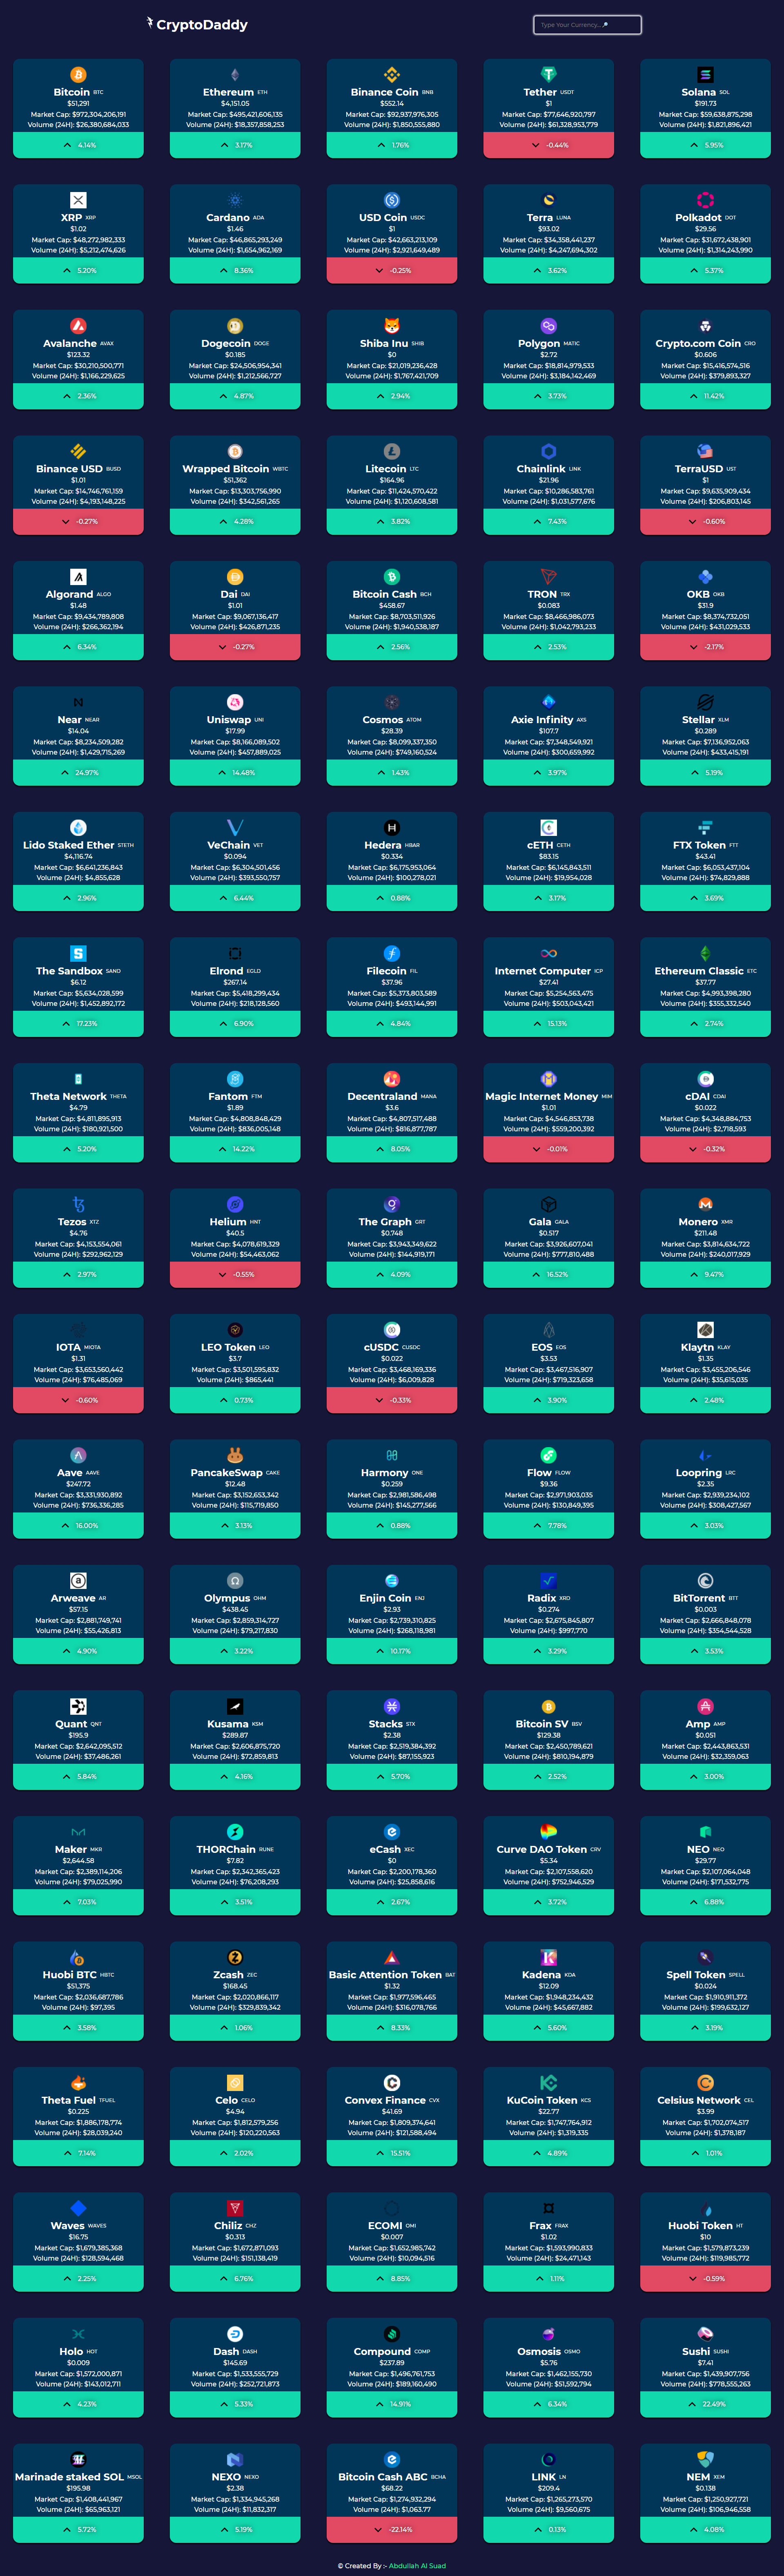 CryptoDaddy
Type Your Currency...
Bitcoin BTC
$51,291
Market Cap: $972,304,206,191
Volume (24H): $26,380,684,033
4.14%
Ethereum ETH
$4,151.05
Market Cap: $495,421,606,135
Volume (24H): $18,357,858,253
3.17%
Binance Coin BNB
$552.14
Market Cap: $92,937,976,305
Volume (24H): $1,850,555,880
1.76%
Tether USDT
$1
Market Cap: $77,646,920,797
Volume (24H): $61,328,953,779
-0.44%
Solana SOL
$191.73
Market Cap: $59,638,875,298
Volume (24H): $1,821,896,421
5.95%
XRP XRP
$1.02
Market Cap: $48,272,982,333
Volume (24H): $5,212,474,626
5.20%
Cardano ADA
$1.46
Market Cap: $46,865,293,249
Volume (24H): $1,654,962,169
8.36%
USD Coin USDC
$1
Market Cap: $42,663,213,109
Volume (24H): $2,921,649,489
-0.25%
Terra LUNA
$93.02
Market Cap: $34,358,441,237
Volume (24H): $4,247,694,302
3.62%
Polkadot DOT
$29.56
Market Cap: $31,672,438,901
Volume (24H): $1,314,243,990
5.37%
Avalanche AVAX
$123.32
Market Cap: $30,210,500,771
Volume (24H): $1,166,229,625
2.36%
Dogecoin DOGE
$0.185
Market Cap: $24,506,954,341
Volume (24H): $1,212,566,727
4.87%
Shiba Inu SHIB
$0
Market Cap: $21,019,236,428
Volume (24H): $1,767,421,709
2.94%
Polygon MATIC
$2.72
Market Cap: $18,814,979,533
Volume (24H): $3,184,142,469
3.73%
Crypto.com Coin CRO
$0.606
Market Cap: $15,416,574,516
Volume (24H): $379,893,327
11.42%
Binance USD BUSD
$1.01
Market Cap: $14,746,761,159
Volume (24H): $4,193,148,225
-0.27%
Wrapped Bitcoin WBTC
$51,362
Market Cap: $13,303,756,990
Volume (24H): $342,561,265
4.28%
Litecoin LTC
$164.96
Market Cap: $11,424,570,422
Volume (24H): $1,120,608,581
3.82%
Chainlink LINK
$21.96
Market Cap: $10,286,583,761
Volume (24H): $1,031,577,676
7.43%
TerraUSD UST
$1
Market Cap: $9,635,909,434
Volume (24H): $206,803,145
-0.60%
Algorand ALGO
$1.48
Market Cap: $9,434,789,808
Volume (24H): $266,362,194
6.34%
Dai DAI
$1.01
Market Cap: $9,067,136,417
Volume (24H): $426,871,235
-0.27%
Bitcoin Cash BCH
$458.67
Market Cap: $8,703,511,926
Volume (24H): $1,940,538,187
2.56%
TRON TRX
$0.083
Market Cap: $8,466,986,073
Volume (24H): $1,042,793,233
2.53%
OKB OKB
$31.9
Market Cap: $8,374,732,051
Volume (24H): $431,029,533
-2.17%
Near NEAR
$14.04
Market Cap: $8,234,509,282
Volume (24H): $1,429,715,269
24.97%
Uniswap UNI
$17.99
Market Cap: $8,166,089,502
Volume (24H): $457,889,025
14.48%
Cosmos ATOM
$28.39
Market Cap: $8,099,337,350
Volume (24H): $749,160,524
1.43%
Axie Infinity AXS
$107.7
Market Cap: $7,348,549,921
Volume (24H): $300,659,992
3.97%
Stellar XLM
$0.289
Market Cap: $7,136,952,063
Volume (24H): $433,415,191
5.19%
Lido Staked Ether STETH
$4,116.74
Market Cap: $6,641,236,843
Volume (24H): $4,855,628
2.96%
VeChain VET
$0.094
Market Cap: $6,304,501,456
Volume (24H): $393,550,757
6.44%
Hedera HBAR
$0.334
Market Cap: $6,175,953,064
Volume (24H): $100,278,021
0.88%
cETH CETH
$83.15
Market Cap: $6,145,843,511
Volume (24H): $19,954,028
3.17%
FTX Token FTT
$43.41
Market Cap: $6,053,437,104
Volume (24H): $74,829,888
3.69%
The Sandbox SAND
$6.12
Market Cap: $5,634,028,599
Volume (24H): $1,452,892,172
17.23%
Elrond EGLD
$267.14
Market Cap: $5,418,299,434
Volume (24H): $218,128,560
6.90%
Filecoin FIL
$37.96
Market Cap: $5,373,803,589
Volume (24H): $493,144,991
4.84%
Internet Computer ICP
$27.41
Market Cap: $5,254,563,475
Volume (24H): $503,043,421
15.13%
Ethereum Classic ETC
$37.77
Market Cap: $4,993,398,280
Volume (24H): $355,332,540
2.74%
Theta Network THETA
$4.79
Market Cap: $4,811,895,913
Volume (24H): $180,921,500
5.20%
Fantom FTM
$1.89
Market Cap: $4,808,848,429
Volume (24H): $836,005,148
14.22%
Decentraland MANA
$3.6
Market Cap: $4,807,517,488
Volume (24H): $816,877,787
8.05%
Magic Internet Money MIM
$1.01
Market Cap: $4,546,853,738
Volume (24H): $559,200,392
-0.01%
cDAI CDAI
$0.022
Market Cap: $4,348,884,753
Volume (24H): $2,718,593
-0.32%
Tezos XTZ
$4.76
Market Cap: $4,153,554,061
Volume (24H): $292,962,129
2.97%
Helium HNT
$40.5
Market Cap: $4,078,619,329
Volume (24H): $54,463,062
-0.55%
The Graph GRT
$0.748
Market Cap: $3,943,349,622
Volume (24H): $144,919,171
4.09%
Gala GALA
$0.517
Market Cap: $3,926,607,041
Volume (24H): $777,810,488
16.52%
Monero XMR
$211.48
Market Cap: $3,814,634,722
Volume (24H): $240,017,929
9.47%
IOTA MIOTA
$1.31
Market Cap: $3,653,560,442
Volume (24H): $76,485,069
-0.60%
LEO Token LEO
$3.7
Market Cap: $3,501,595,832
Volume (24H): $865,441
0.73%
cUSDC CUSDC
$0.022
Market Cap: $3,468,169,336
Volume (24H): $6,009,828
-0.33%
EOS EOS
$3.53
Market Cap: $3,467,516,907
Volume (24H): $719,323,658
3.90%
Klaytn KLAY
$1.35
Market Cap: $3,455,206,546
Volume (24H): $35,615,035
2.48%
Aave AAVE
$247.72
Market Cap: $3,331,930,892
Volume (24H): $736,336,285
16.00%
PancakeSwap CAKE
$12.48
Market Cap: $3,152,653,342
Volume (24H): $115,719,850
3.13%
Harmony ONE
$0.259
Market Cap: $2,981,586,498
Volume (24H): $145,277,566
0.88%
Flow FLOW
$9.36
Market Cap: $2,971,903,035
Volume (24H): $130,849,395
7.78%
Loopring LRC
$2.35
Market Cap: $2,939,234,102
Volume (24H): $308,427,567
3.03%
Arweave AR
$57.15
Market Cap: $2,881,749,741
Volume (24H): $55,426,813
4.90%
Olympus OHM
$438.45
Market Cap: $2,859,314,727
Volume (24H): $79,217,830
3.22%
Enjin Coin ENJ
$2.93
Market Cap: $2,739,310,825
Volume (24H): $268,118,981
10.17%
Radix XRD
$0.274
Market Cap: $2,675,845,807
Volume (24H): $997,770
3.29%
BitTorrent BTT
$0.003
Market Cap: $2,666,848,078
Volume (24H): $354,544,528
3.53%
Quant QNT
$195.9
Market Cap: $2,642,095,512
Volume (24H): $37,486,261
5.84%
Kusama KSM
$289.87
Market Cap: $2,606,875,720
Volume (24H): $72,859,813
4.16%
Stacks STX
$2.38
Market Cap: $2,519,384,392
Volume (24H): $87,155,923
5.70%
Bitcoin SV BSV
$129.38
Market Cap: $2,450,789,621
Volume (24H): $810,194,879
2.52%
Amp AMP
$0.051
Market Cap: $2,443,863,531
Volume (24H): $32,359,063
3.00%
Maker MKR
$2,644.58
Market Cap: $2,389,114,206
Volume (24H): $79,025,990
7.03%
THORChain RUNE
$7.82
Market Cap: $2,342,365,423
Volume (24H): $76,208,293
3.51%
eCash XEC
$0
Market Cap: $2,200,178,360
Volume (24H): $25,858,616
2.67%
Curve DAO Token CRV
$5.34
Market Cap: $2,107,558,620
Volume (24H): $752,946,529
3.72%
NEO NEO
$29.77
Market Cap: $2,107,064,048
Volume (24H): $171,532,775
6.88%
Huobi BTC HBTC
$51,375
Market Cap: $2,036,687,786
Volume (24H): $97,395
3.58%
Zcash ZEC
$168.45
Market Cap: $2,020,866,117
Volume (24H): $329,839,342
1.06%
Basic Attention Token BAT
$1.32
Market Cap: $1,977,596,465
Volume (24H): $316,078,766
8.33%
Kadena KDA
$12.09
Market Cap: $1,948,234,432
Volume (24H): $45,667,882
5.60%
Spell Token SPELL
$0.024
Market Cap: $1,910,911,372
Volume (24H): $199,632,127
3.19%
Theta Fuel TFUEL
$0.225
Market Cap: $1,886,178,774
Volume (24H): $28,039,240
7.14%
Celo CELO
$4.94
Market Cap: $1,812,579,256
Volume (24H): $120,220,563
2.02%
Convex Finance CVX
$41.69
Market Cap: $1,809,374,641
Volume (24H): $121,588,494
15.51%
KuCoin Token KCS
$22.77
Market Cap: $1,747,764,912
Volume (24H): $1,319,335
4.89%
Celsius Network CEL
$3.99
Market Cap: $1,702,074,517
Volume (24H): $1,378,187
1.01%
Waves WAVES
$16.75
Market Cap: $1,679,385,368
Volume (24H): $128,594,468
2.25%
Chiliz CHZ
$0.313
Market Cap: $1,672,871,093
Volume (24H): $151,138,419
6.76%
ECOMI OMI
$0.007
Market Cap: $1,652,985,742
Volume (24H): $10,094,516
8.85%
Frax FRAX
$1.02
Market Cap: $1,593,990,833
Volume (24H): $24,471,143
1.11%
Huobi Token HT
$10
Market Cap: $1,579,873,239
Volume (24H): $119,985,772
-0.59%
Holo HOT
$0.009
Market Cap: $1,572,000,871
Volume (24H): $143,012,711
4.23%
Dash DASH
$145.69
Market Cap: $1,533,555,729
Volume (24H): $252,721,873
5.33%
Compound COMP
$237.89
Market Cap: $1,496,761,753
Volume (24H): $189,160,490
14.91%
Osmosis OSMO
$5.76
Market Cap: $1,462,155,730
Volume (24H): $51,592,794
6.34%
Sushi SUSHI
$7.41
Market Cap: $1,439,907,756
Volume (24H): $778,555,263
22.49%
Marinade staked SOL MSOL
$195.98
Market Cap: $1,408,441,967
Volume (24H): $65,963,121
5.72%
NEXO NEXO
$2.38
Market Cap: $1,334,945,268
Volume (24H): $11,832,317
5.19%
Bitcoin Cash ABC BCHA
$68.22
Market Cap: $1,274,932,294
Volume (24H): $1,063.77
-22.14%
LINK LN
$209.4
Market Cap: $1,265,273,570
Volume (24H): $9,560,675
0.13%
NEM XEM
$0.138
Market Cap: $1,250,927,721
Volume (24H): $106,946,558
4.08%
© Created By :- Abdullah Al Suad